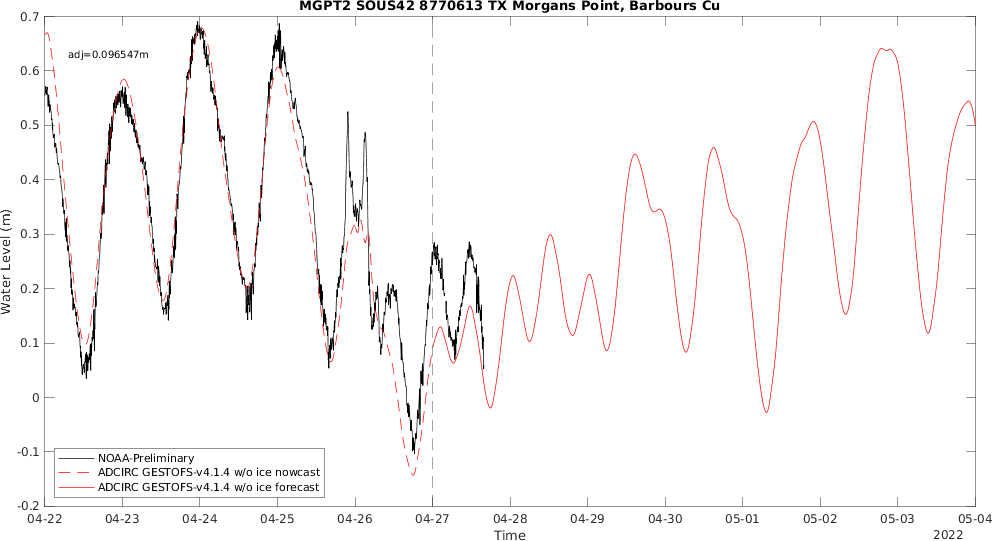 MGPT2 SOUS42 8770613 TX Morgans Point, Barbours Cu
adj=0.096547m
0.7
0.6
0.5
0.4
0.3
0.2
0.1
0
-0.1
-0.2
Water Level (m)
NOAA-Preliminary
ADCIRC GESTOFS-v4.1.4 w/o ice nowcast
ADCIRC GESTOFS-v4.1.4 w/o ice forecast
04-22 04-23 04-24 04-25 04-26 04-27 04-28 04-29 04-30 05-01 05-02 05-03 05-04
Time
2022